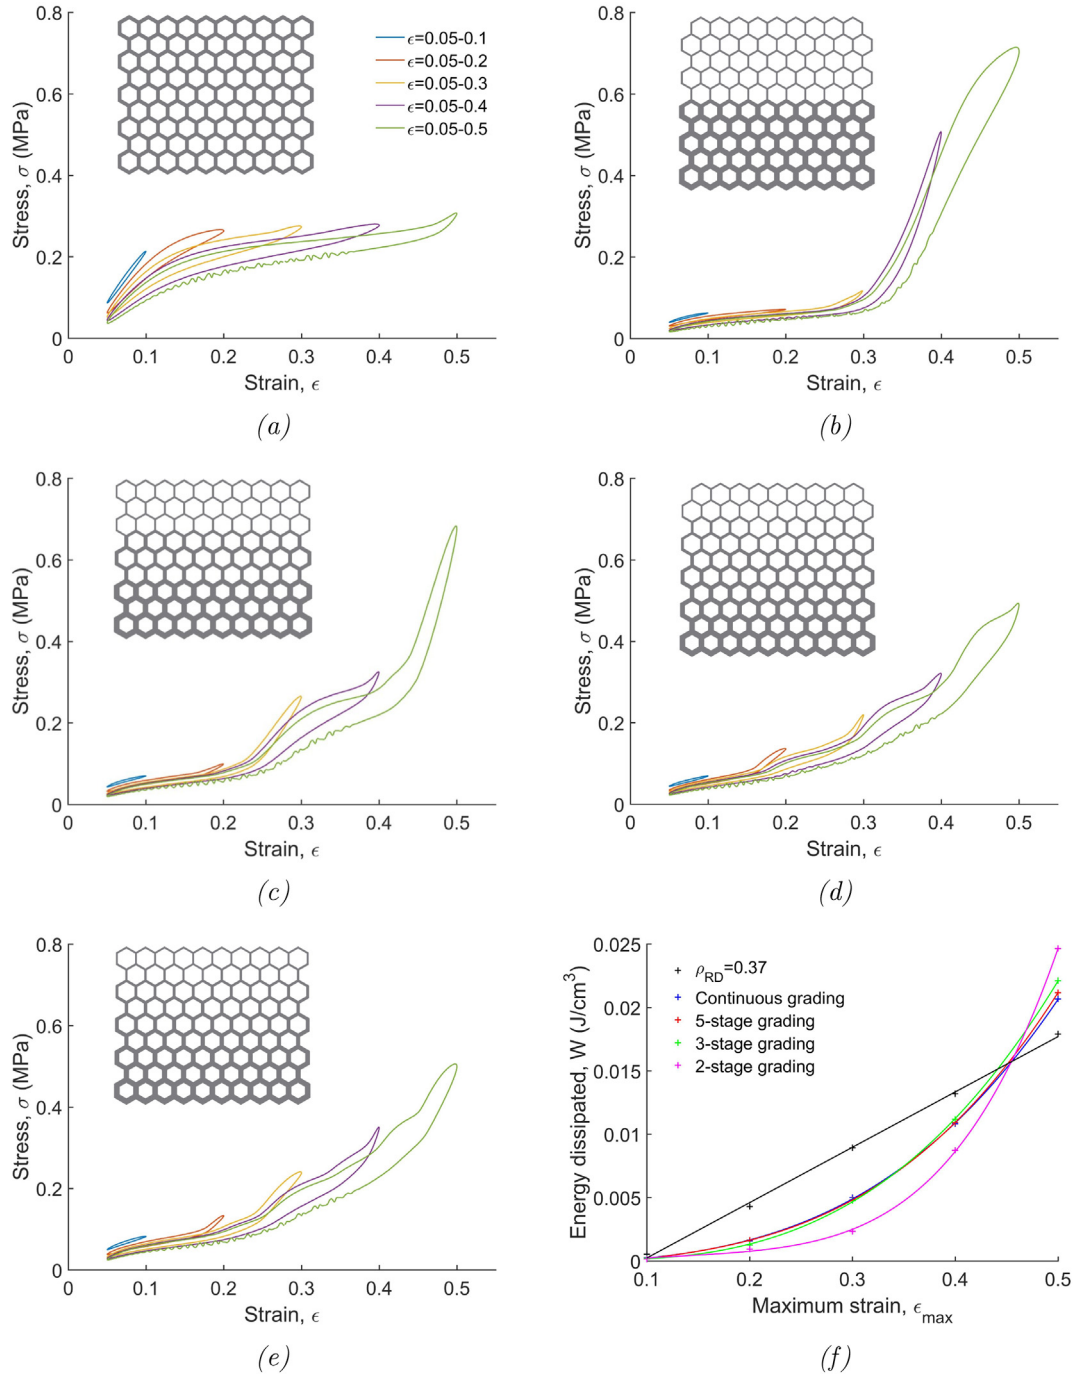 0.8
0.6
0.4
0.2
0
Stress, σ (MPa)
ϵ=0.05-0.1
ϵ=0.05-0.2
ϵ=0.05-0.3
ϵ=0.05-0.4
ϵ=0.05-0.5
0 0.1 0.2 0.3 0.4 0.5
Strain, ϵ
(a)
0.8
0.6
0.4
0.2
0
Stress, σ (MPa)
0 0.1 0.2 0.3 0.4 0.5
Strain, ϵ
(b)
0.8
0.6
0.4
0.2
0
Stress, σ (MPa)
0 0.1 0.2 0.3 0.4 0.5
Strain, ϵ
(c)
0.8
0.6
0.4
0.2
0
Stress, σ (MPa)
0 0.1 0.2 0.3 0.4 0.5
Strain, ϵ
(d)
0.8
0.6
0.4
0.2
0
Stress, σ (MPa)
0 0.1 0.2 0.3 0.4 0.5
Strain, ϵ
(e)
0.025
0.02
0.015
0.01
0.005
0
Energy dissipated, W (J/cm³)
ρRD=0.37
Continuous grading
5-stage grading
3-stage grading
2-stage grading
0.1 0.2 0.3 0.4 0.5
Maximum strain, ϵmax
(f)